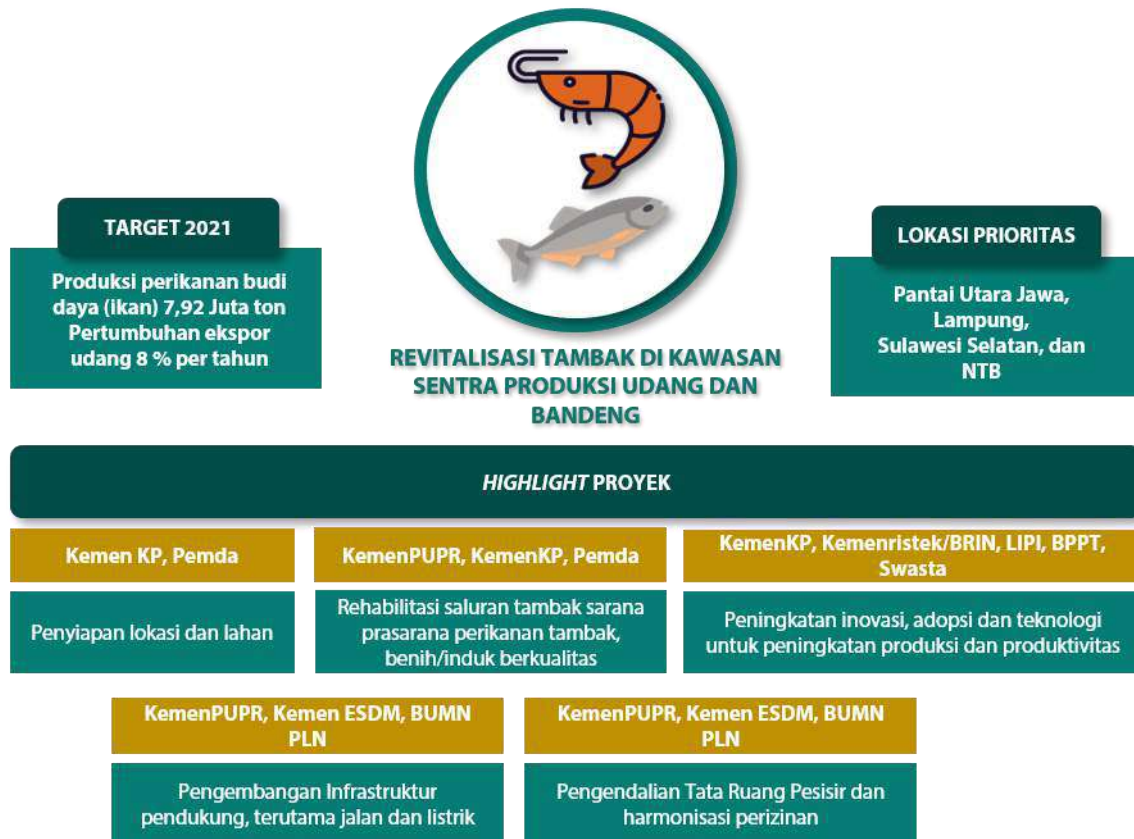 TARGET 2021
Produksi perikanan budi
daya (ikan) 7,92 Juta ton
Pertumbuhan ekspor
udang 8 % per tahun
REVITALISASI TAMBAK DI KAWASAN
SENTRA PRODUKSI UDANG DAN
BANDENG
LOKASI PRIORITAS
Pantai Utara Jawa,
Lampung,
Sulawesi Selatan, dan
NTB
HIGHLIGHT PROYEK
Kemen KP, Pemda
Penyiapan lokasi dan lahan
KemenPUPR, KemenKP, Pemda
Rehabilitasi saluran tambak sarana
prasarana perikanan tambak,
benih/induk berkualitas
KemenKP, Kemenristek/BRIN, LIPI, BPPT,
Swasta
Peningkatan inovasi, adopsi dan teknologi
untuk peningkatan produksi dan produktivitas
KemenPUPR, Kemen ESDM, BUMN
PLN
Pengembangan Infrastruktur
pendukung, terutama jalan dan listrik
KemenPUPR, Kemen ESDM, BUMN
PLN
Pengendalian Tata Ruang Pesisir dan
harmonisasi perizinan